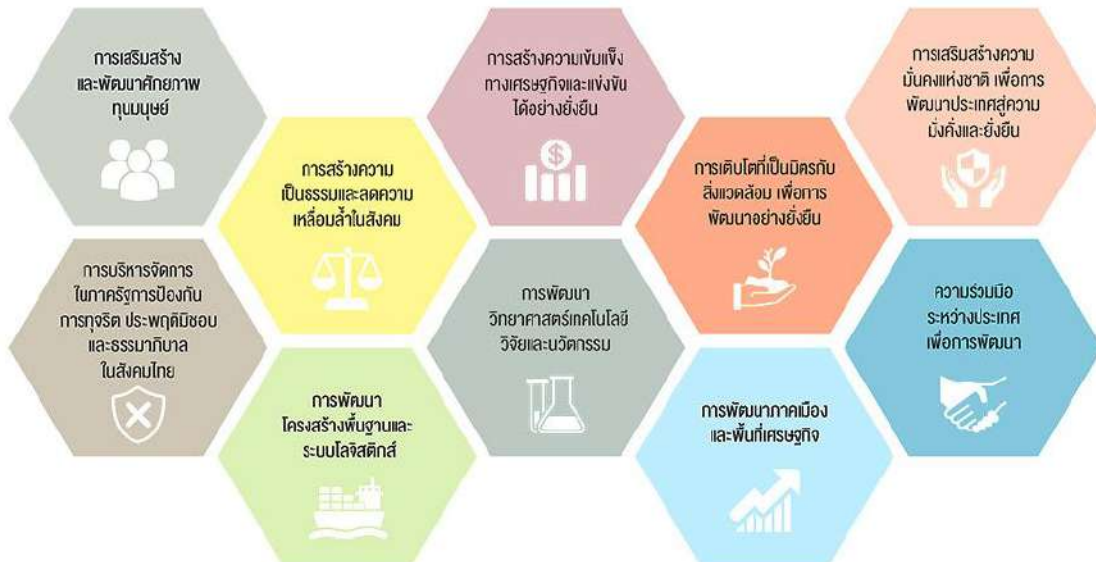 การเสริมสร้าง
และพัฒนาศักยภาพ
ทุนมนุษย์
การสร้างความ
เป็นธรรมและลดความ
เหลื่อมล้ำในสังคม
การสร้างความเข้มแข็ง
ทางเศรษฐกิจและแข่งขัน
ได้อย่างยั่งยืน
การเติบโตที่เป็นมิตรกับ
สิ่งแวดล้อม เพื่อการ
พัฒนาอย่างยั่งยืน
การเสริมสร้างความ
มั่นคงแห่งชาติ เพื่อการ
พัฒนาประเทศสู่ความ
มั่งคั่งและยั่งยืน
การบริหารจัดการ
ในภาครัฐการป้องกัน
การทุจริต ประพฤติมิชอบ
และธรรมาภิบาล
ในสังคมไทย
การพัฒนา
โครงสร้างพื้นฐานและ
ระบบโลจิสติกส์
การพัฒนา
วิทยาศาสตร์เทคโนโลยี
วิจัยและนวัตกรรม
การพัฒนาภาคเมือง
และพื้นที่เศรษฐกิจ
ความร่วมมือ
ระหว่างประเทศ
เพื่อการพัฒนา